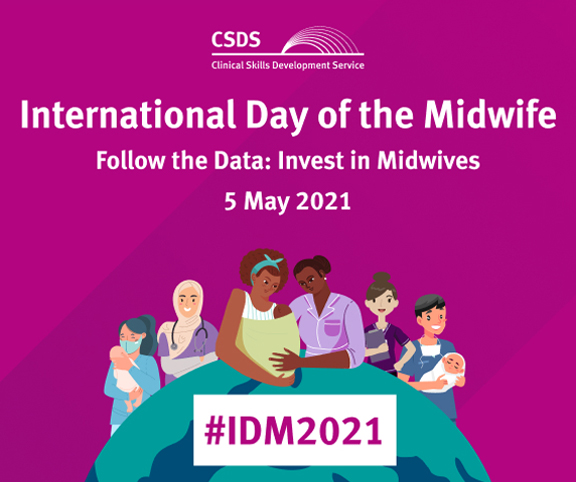 CSDS
Clinical Skills Development Service
International Day of the Midwife
Follow the Data: Invest in Midwives
5 May 2021
#IDM2021